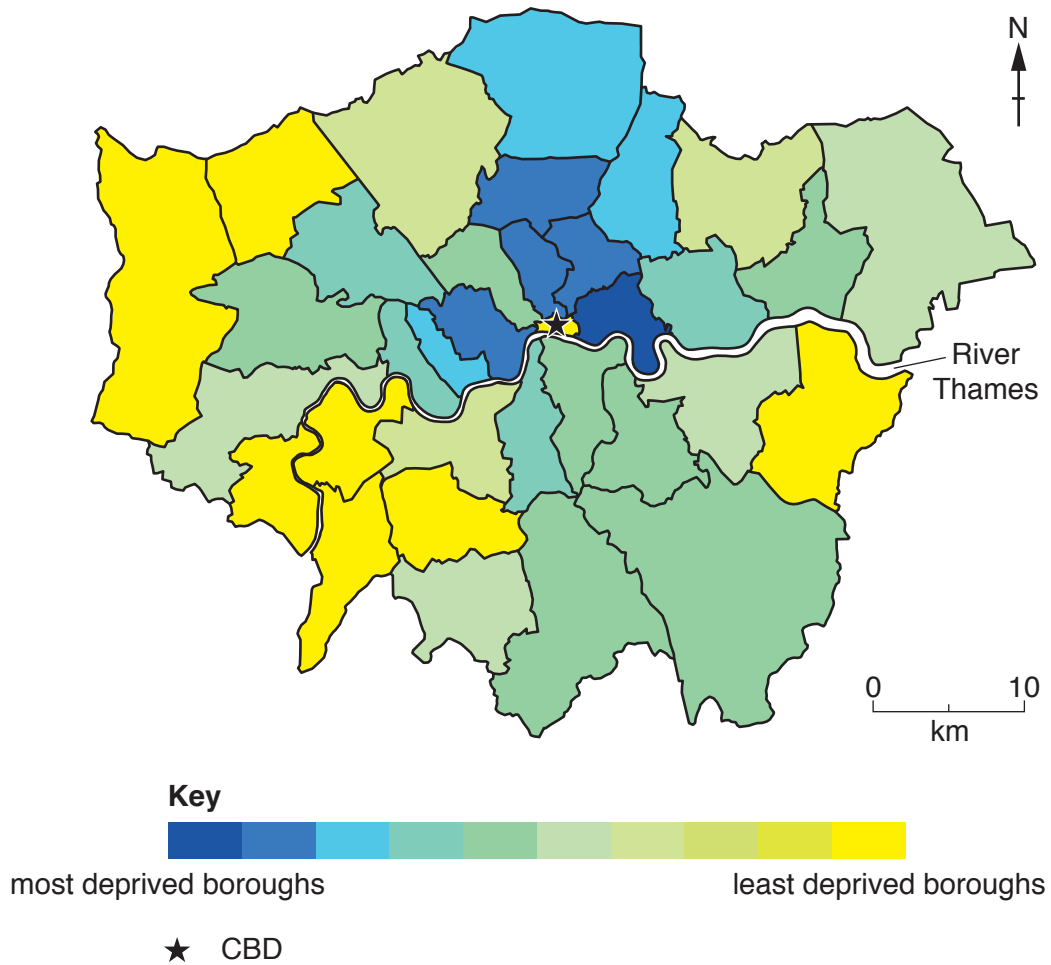 N
River
Thames
0 10
km
Key
most deprived boroughs least deprived boroughs
CBD